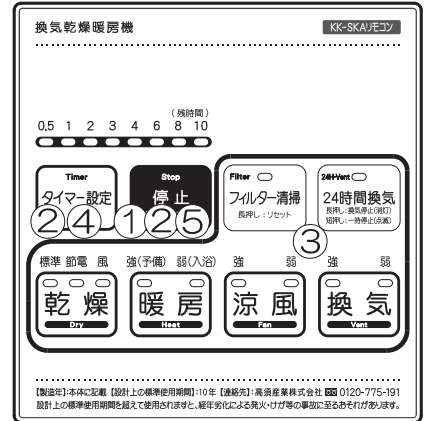 換気乾燥暖房機 KK-SKAリモコン
(残時間)
0.5 1 2 3 4 6 8 10
Timer Stop Filter 24H Vent
タイマー設定 停止 フィルター清掃 24時間換気
長押し：リセット 長押し：換気停止(消灯)
短押し：一時停止(点滅)
②④ ①②⑤ ③
標準 節電 風 強(予備) 弱(入浴) 強 弱 強 弱
乾燥 暖房 涼風 換気
Dry Heat Fan Vent
【製造年】:本体に記載 【設計上の標準使用期間】:10年 【連絡先】:高須産業株式会社 0120-775-191
設計上の標準使用期間を超えて使用されますと、経年劣化による発火・けが等の事故に至るおそれがあります。